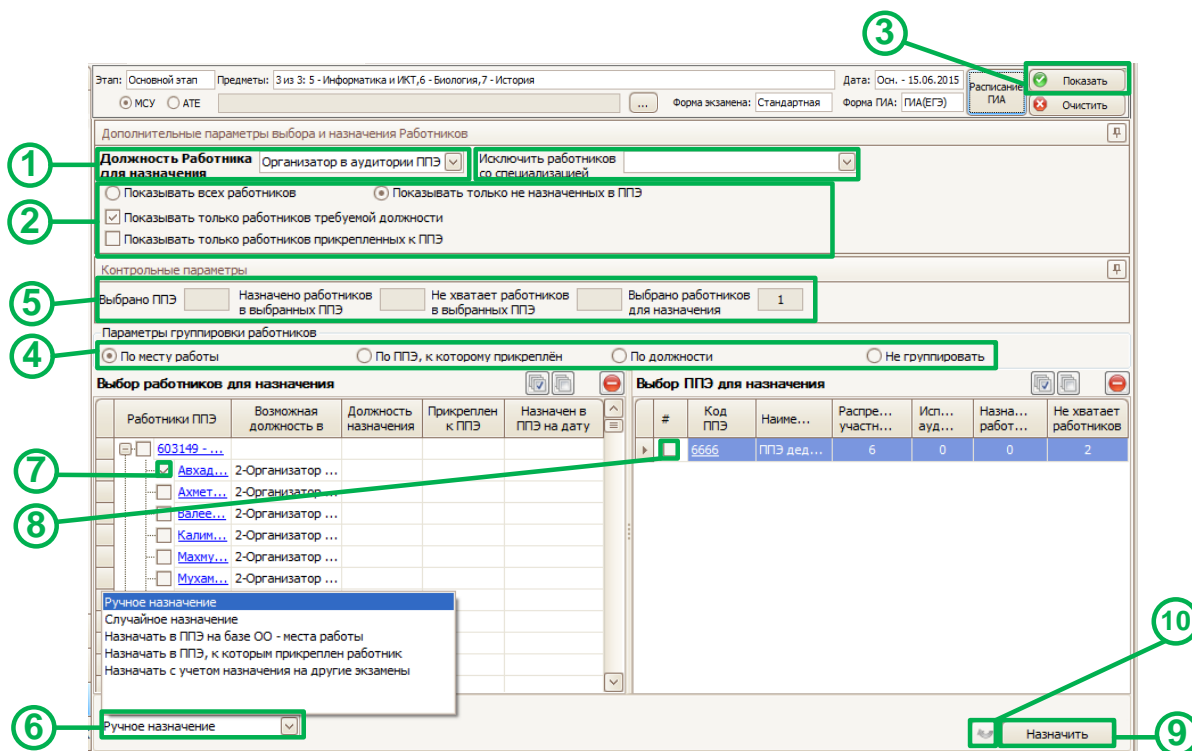 3
Этап: Основной этап Предметы: 3 из 3: 5 - Информатика и ИКТ,6 - Биология,7 - История Дата: Осн. - 15.06.2015 Расписание ГИА Показать
МСУ АТЕ ... Форма экзамена: Стандартная Форма ГИА: ГИА(ЕГЭ) Очистить
Дополнительные параметры выбора и назначения Работников
1
Должность Работника для назначения Организатор в аудитории ППЭ Исключить работников со специализацией
2
Показывать всех работников Показывать только не назначенных в ППЭ
Показывать только работников требуемой должности
Показывать только работников прикрепленных к ППЭ
Контрольные параметры
5
Выбрано ППЭ Назначено работников в выбранных ППЭ Не хватает работников в выбранных ППЭ Выбрано работников для назначения 1
Параметры группировки работников
4
По месту работы По ППЭ, к которому прикреплён По должности Не группировать
Выбор работников для назначения Выбор ППЭ для назначения
Работники ППЭ Возможная должность в Должность назначения Прикреплен к ППЭ Назначен в ППЭ на дату # Код ППЭ Наиме... Распре... участн... Исп... ауд... Назна... работ... Не хватает работников
603149 - ... 6666 ППЭ дед... 6 0 0 2
7
Авхад... 2-Организатор ...
Ахмет... 2-Организатор ...
8
Валее... 2-Организатор ...
Калим... 2-Организатор ...
Махму... 2-Организатор ...
Мухам... 2-Организатор ...
Ручное назначение
Случайное назначение
Назначать в ППЭ на базе ОО - места работы
Назначать в ППЭ, к которым прикреплен работник
Назначать с учетом назначения на другие экзамены
10
6
Ручное назначение Назначить
9